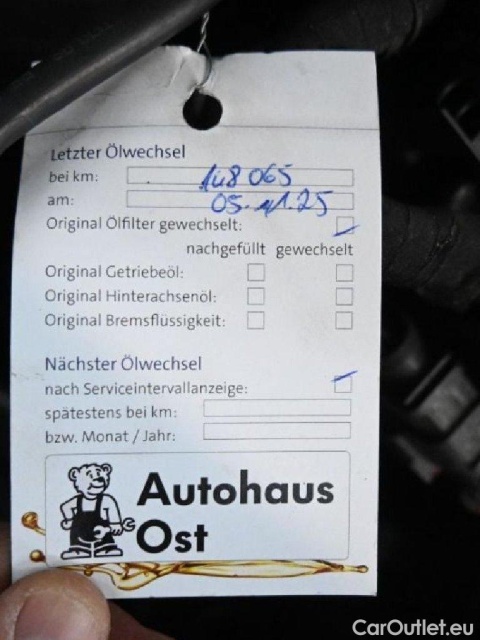 Letzter Ölwechsel
bei km: 148 065
am: 05.11.25
Original Ölfilter gewechselt:
nachgefüllt gewechselt
Original Getriebeöl:
Original Hinterachsenöl:
Original Bremsflüssigkeit:
Nächster Ölwechsel
nach Serviceintervallanzeige:
spätestens bei km:
bzw. Monat / Jahr:
Autohaus
Ost
CarOutlet.eu